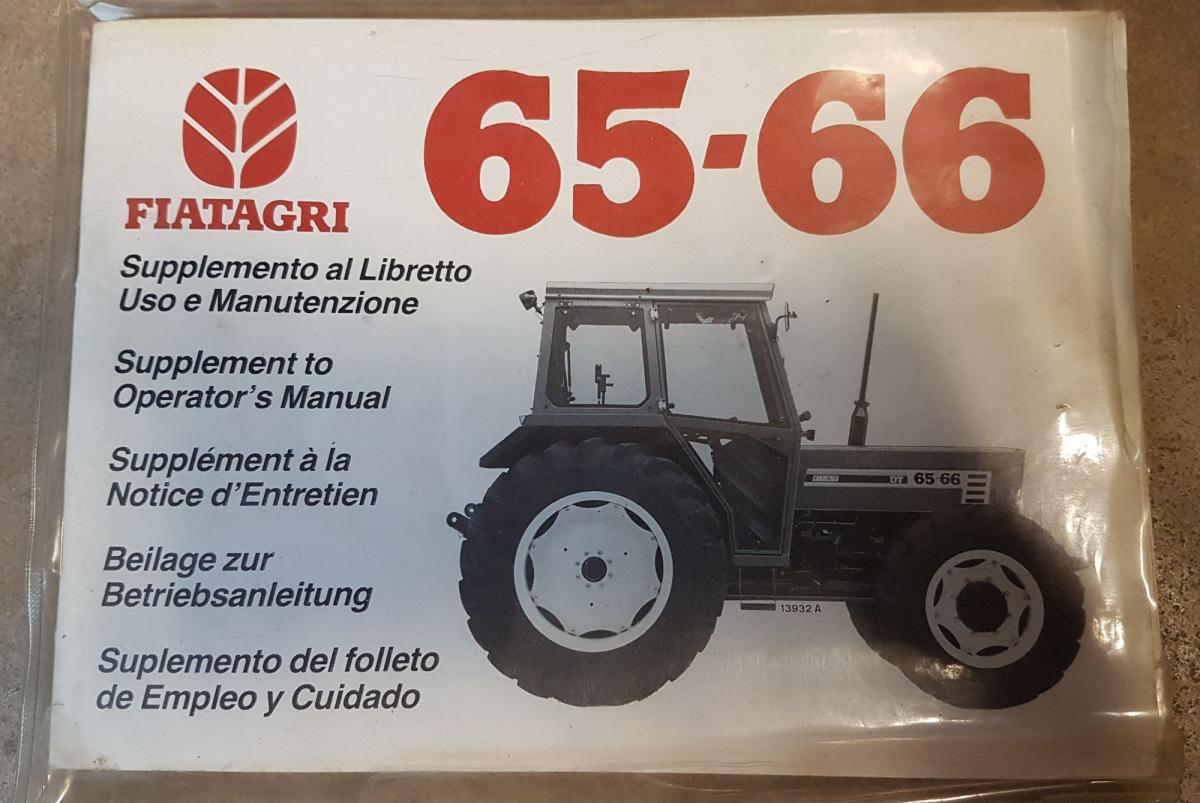 65-66
FIATAGRI
Supplemento al Libretto
Uso e Manutenzione
Supplement to
Operator's Manual
Supplément à la
Notice d'Entretien
Beilage zur
Betriebsanleitung
Suplemento del folleto
de Empleo y Cuidado
FIAT DT 65-66
13932 A